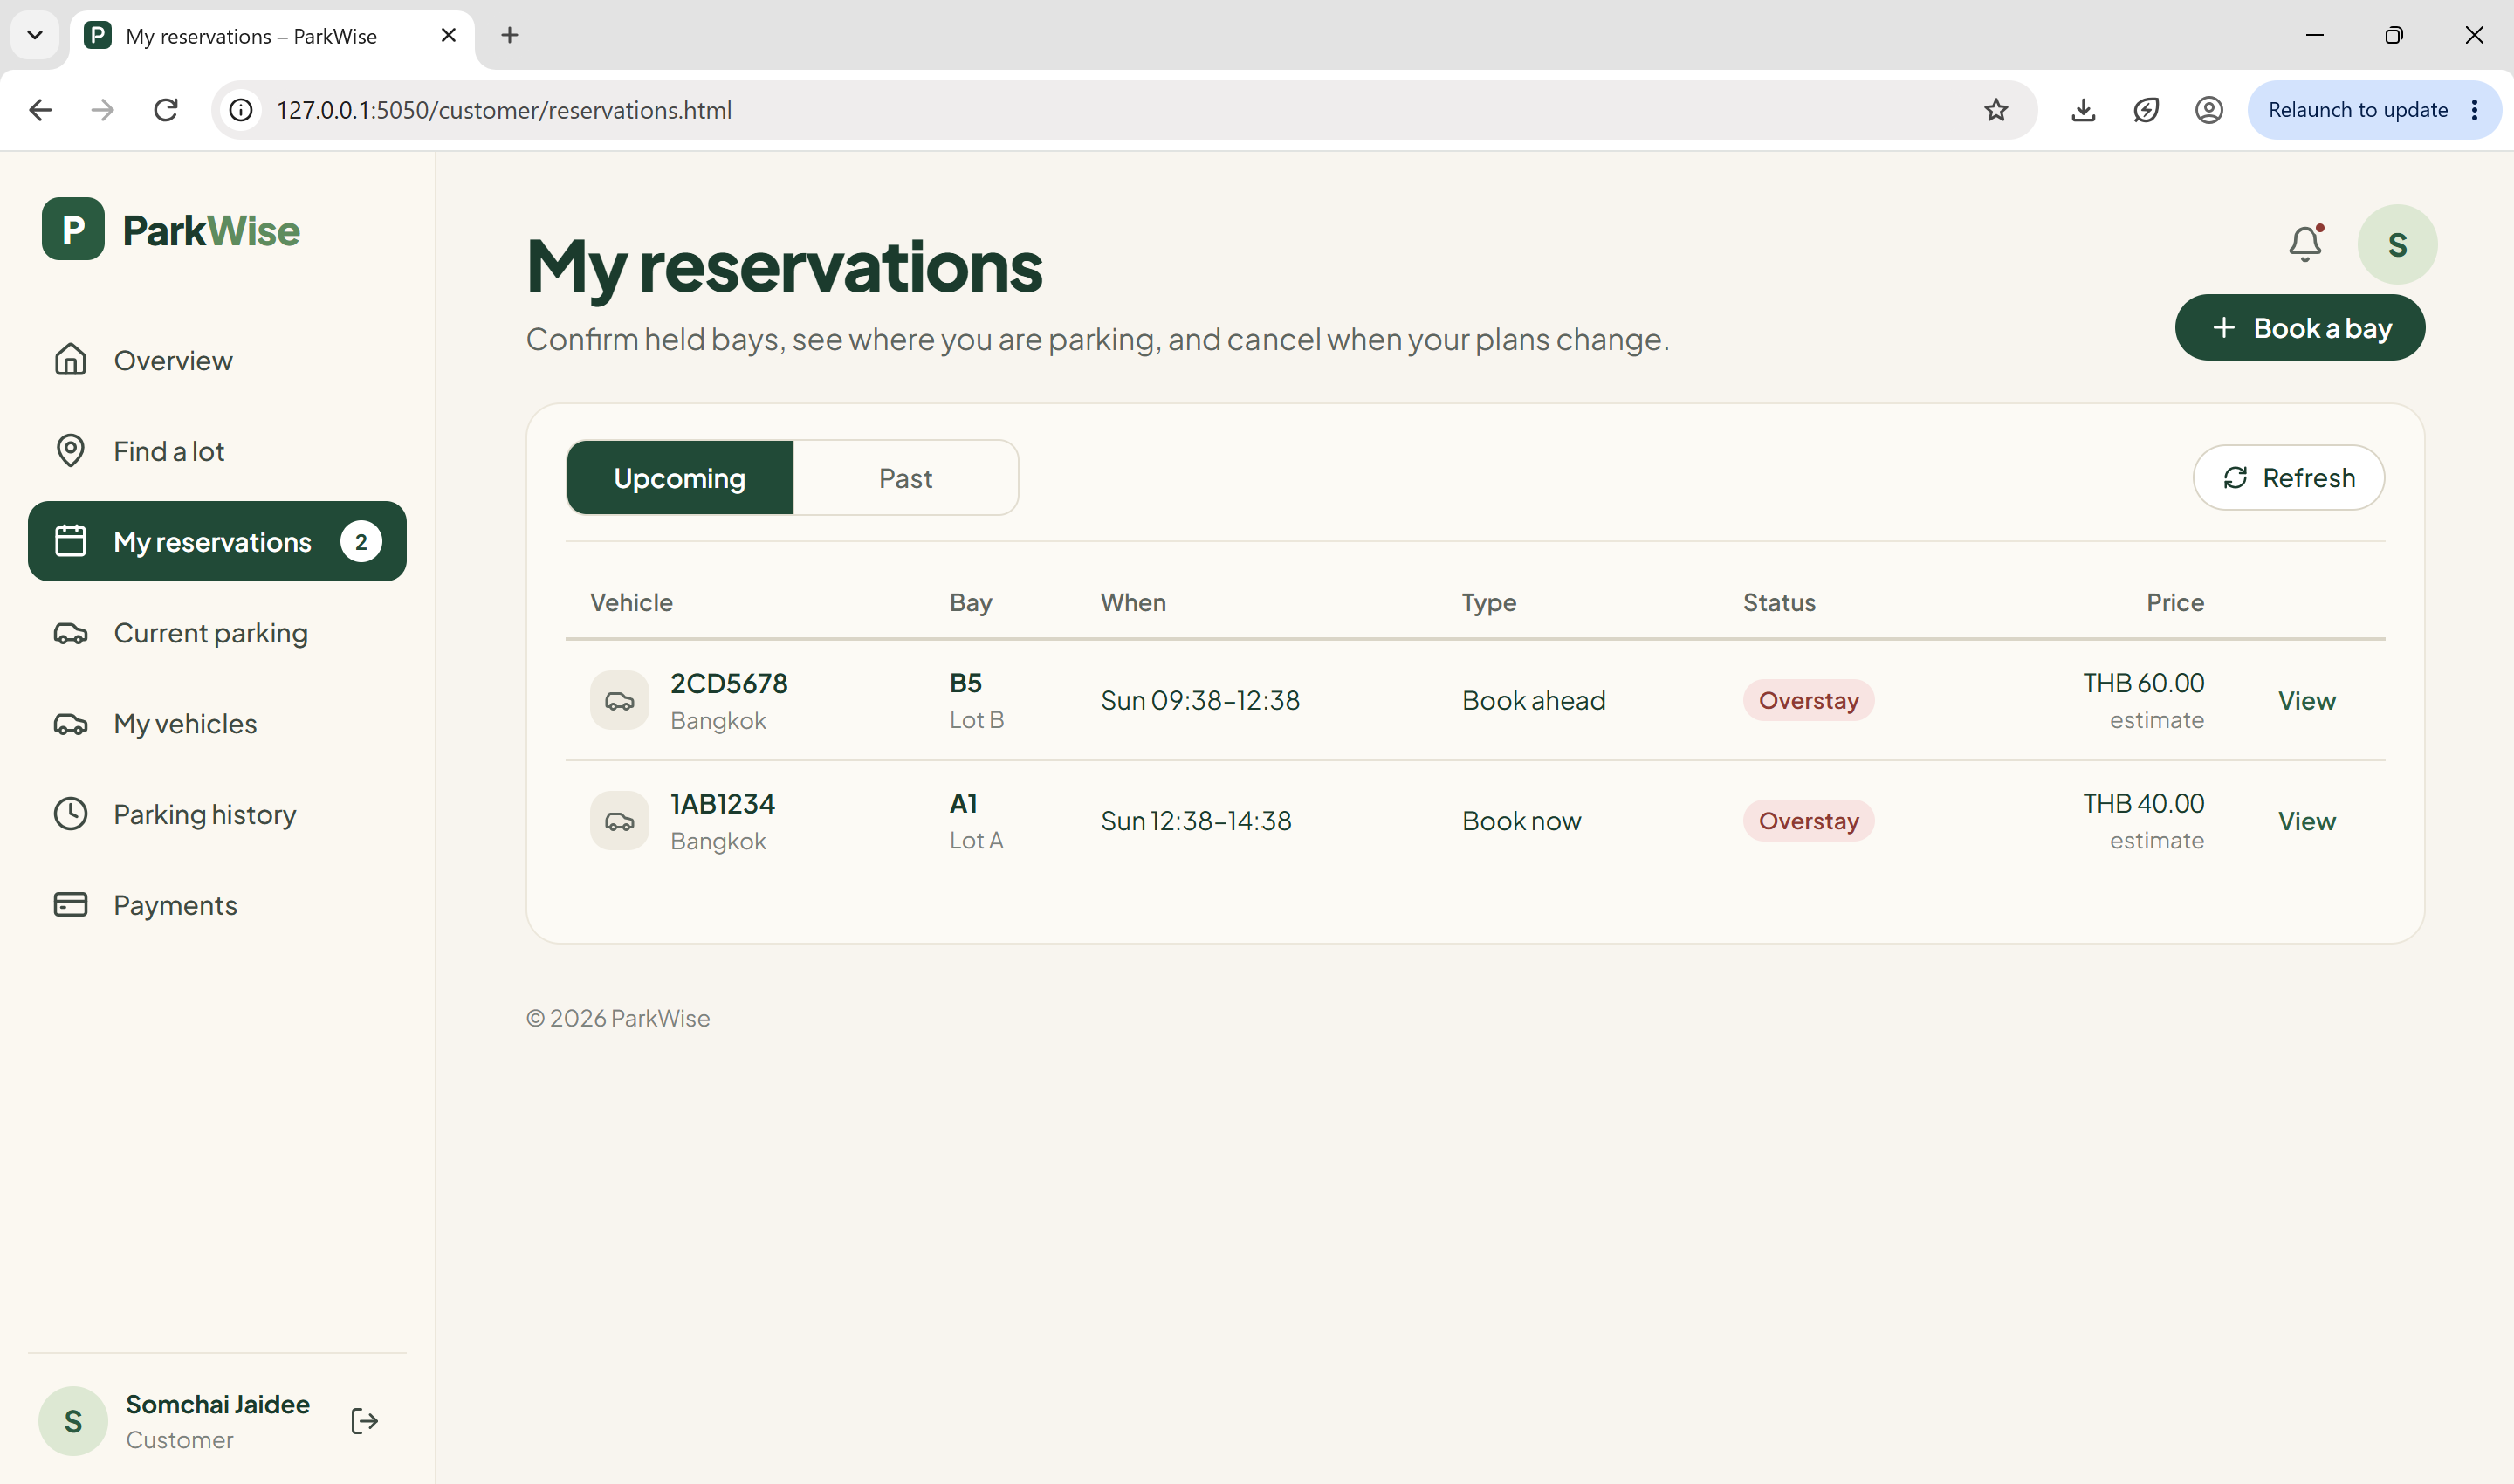 My reservations – ParkWise
127.0.0.1:5050/customer/reservations.html
Relaunch to update
P ParkWise
Overview
Find a lot
My reservations 2
Current parking
My vehicles
Parking history
Payments
Somchai Jaidee
Customer
S
My reservations
Confirm held bays, see where you are parking, and cancel when your plans change.
S
+ Book a bay
Upcoming Past
Refresh
Vehicle Bay When Type Status Price
2CD5678 B5 Sun 09:38–12:38 Book ahead Overstay THB 60.00 View
Bangkok Lot B estimate
1AB1234 A1 Sun 12:38–14:38 Book now Overstay THB 40.00 View
Bangkok Lot A estimate
© 2026 ParkWise